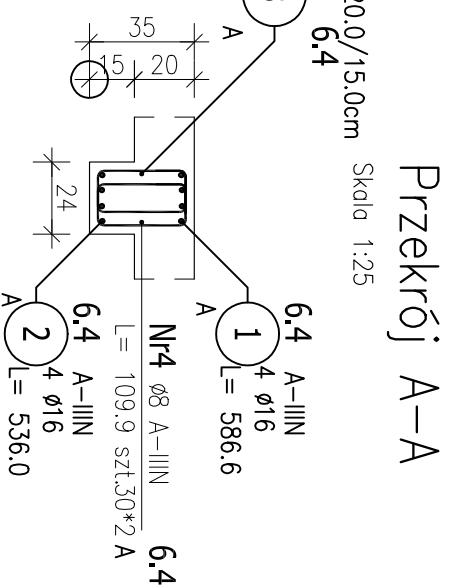 Przekrój A-A
Skala 1:25
20.0/15.0cm
6.4
A
35
15 20
24
1
A
6.4 A-IIIN
4 ø16
L= 586.6
Nr4 ø8 A-IIIN
L= 109.9 szt.30*2 A
6.4
2
A
6.4 A-IIIN
4 ø16
L= 536.0